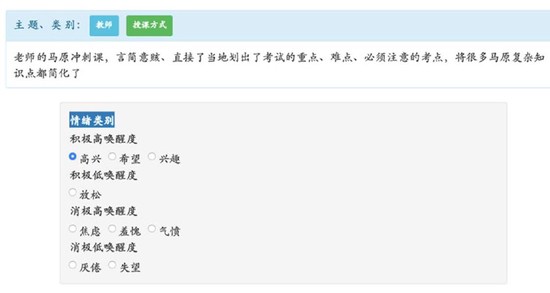 主题、类别： 教师 授课方式
老师的马原冲刺课，言简意赅、直接了当地划出了考试的重点、难点、必须注意的考点，将很多马原复杂知
识点都简化了
情绪类别
积极高唤醒度
高兴 希望 兴趣
积极低唤醒度
放松
消极高唤醒度
焦虑 羞愧 气愤
消极低唤醒度
厌倦 失望